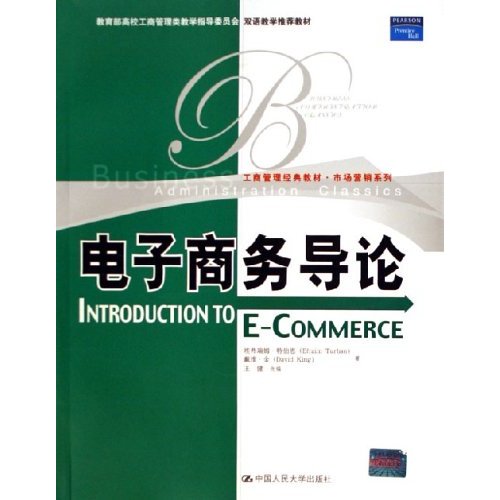 教育部高校工商管理类教学指导委员会 双语教学推荐教材
PEARSON
Prentice
Hall
B
BUSINESS
ADMINISTRATION
CLASSICS
工商管理经典教材·市场营销系列
Business
Administration Classics
电子商务导论
INTRODUCTION TO
E-COMMERCE
埃弗瑞姆·特伯恩 (Efraim Turban)
戴维·金 (David King) 著
王健 改编
中国人民大学出版社